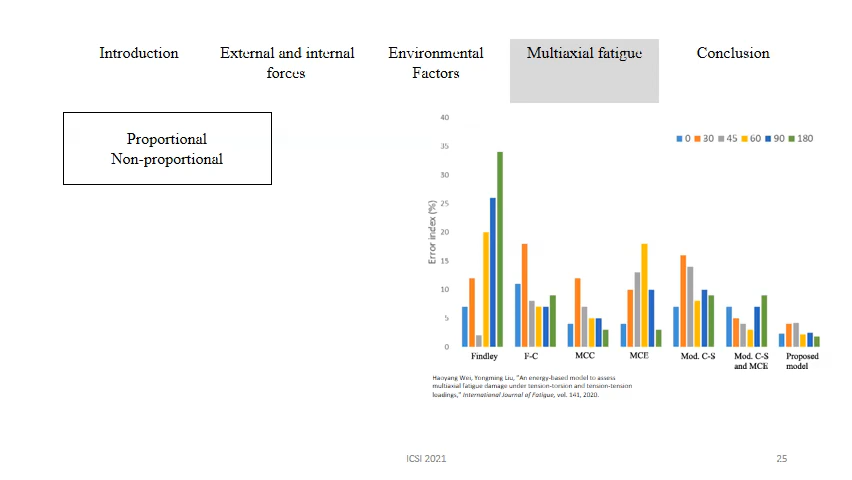 Introduction
External and internal
forces
Environmental
Factors
Multiaxial fatigue
Conclusion
Proportional
Non-proportional
40
35
30
25
20
15
10
5
0
Error index (%)
0 30 45 60 90 180
Findley F-C MCC MCE Mod. C-S Mod. C-S Proposed
and MCE model
Haoyang Wei, Yongming Liu, "An energy-based model to assess
multiaxial fatigue damage under tension-torsion and tension-tension
loadings," International Journal of Fatigue, vol. 141, 2020.
ICSI 2021
25